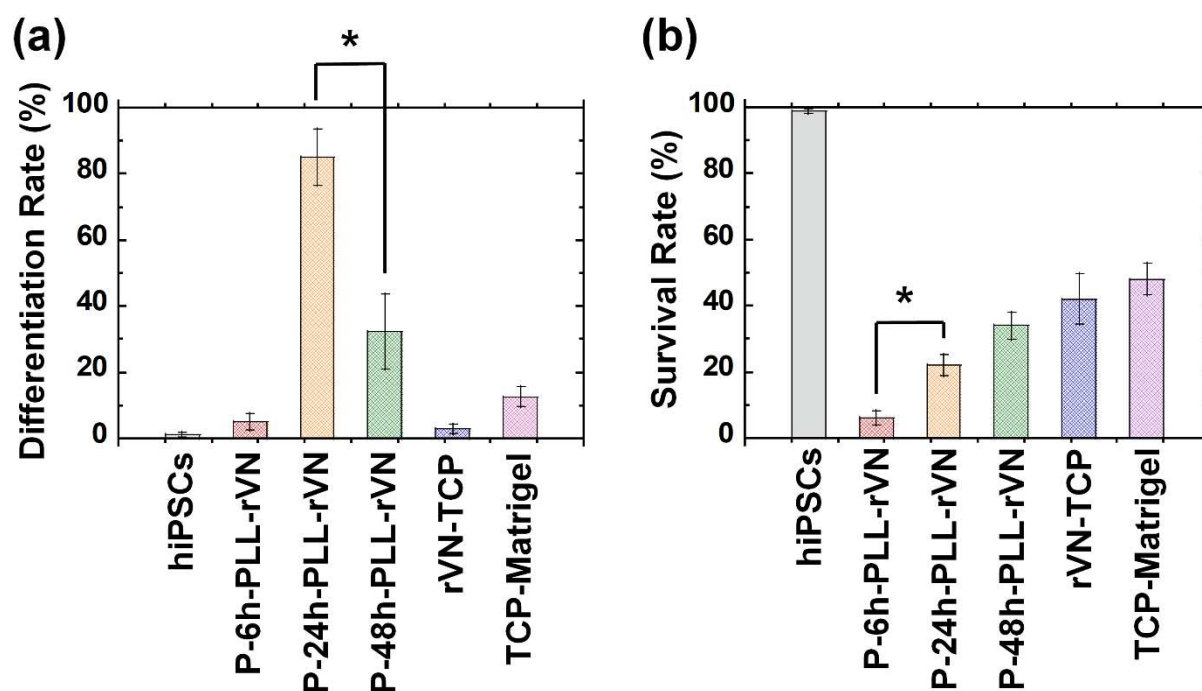 (a)
*
Differentiation Rate (%)
100
80
60
40
20
0
hiPSCs
P-6h-PLL-rVN
P-24h-PLL-rVN
P-48h-PLL-rVN
rVN-TCP
TCP-Matrigel
(b)
*
Survival Rate (%)
100
80
60
40
20
0
hiPSCs
P-6h-PLL-rVN
P-24h-PLL-rVN
P-48h-PLL-rVN
rVN-TCP
TCP-Matrigel